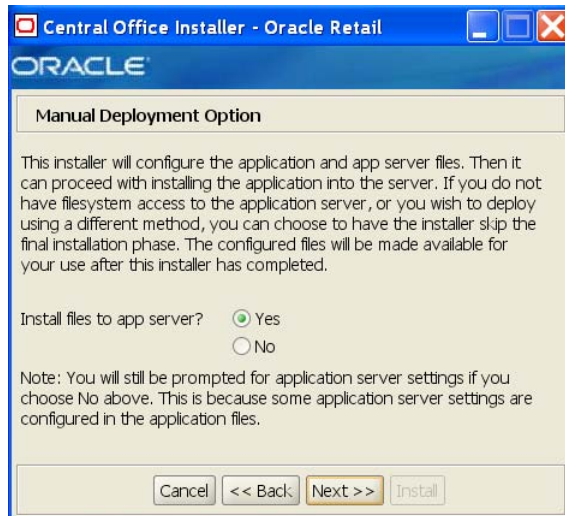 Central Office Installer - Oracle Retail
ORACLE
Manual Deployment Option
This installer will configure the application and app server files. Then it
can proceed with installing the application into the server. If you do not
have filesystem access to the application server, or you wish to deploy
using a different method, you can choose to have the installer skip the
final installation phase. The configured files will be made available for
your use after this installer has completed.
Install files to app server? Yes
No
Note: You will still be prompted for application server settings if you
choose No above. This is because some application server settings are
configured in the application files.
Cancel << Back Next >> Install